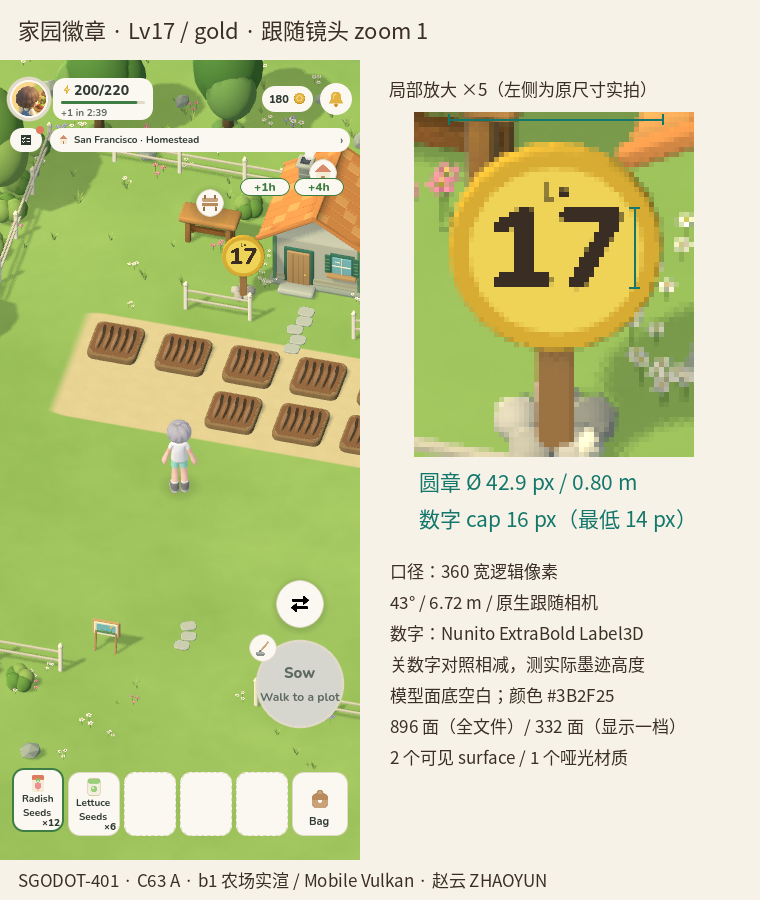 家园徽章 · Lv17 / gold · 跟随镜头 zoom 1
200/220
+1 in 2:39
180
San Francisco · Homestead
›
+1h
+4h
17
Sow
Walk to a plot
Radish
Seeds
×12
Lettuce
Seeds
×6
Bag
局部放大 ×5（左侧为原尺寸实拍）
17
圆章 Ø 42.9 px / 0.80 m
数字 cap 16 px（最低 14 px）
口径：360 宽逻辑像素
43° / 6.72 m / 原生跟随相机
数字：Nunito ExtraBold Label3D
关数字对照相减，测实际墨迹高度
模型面底空白；颜色 #3B2F25
896 面（全文件）/ 332 面（显示一档）
2 个可见 surface / 1 个哑光材质
SGODOT-401 · C63 A · b1 农场实渲 / Mobile Vulkan · 赵云 ZHAOYUN